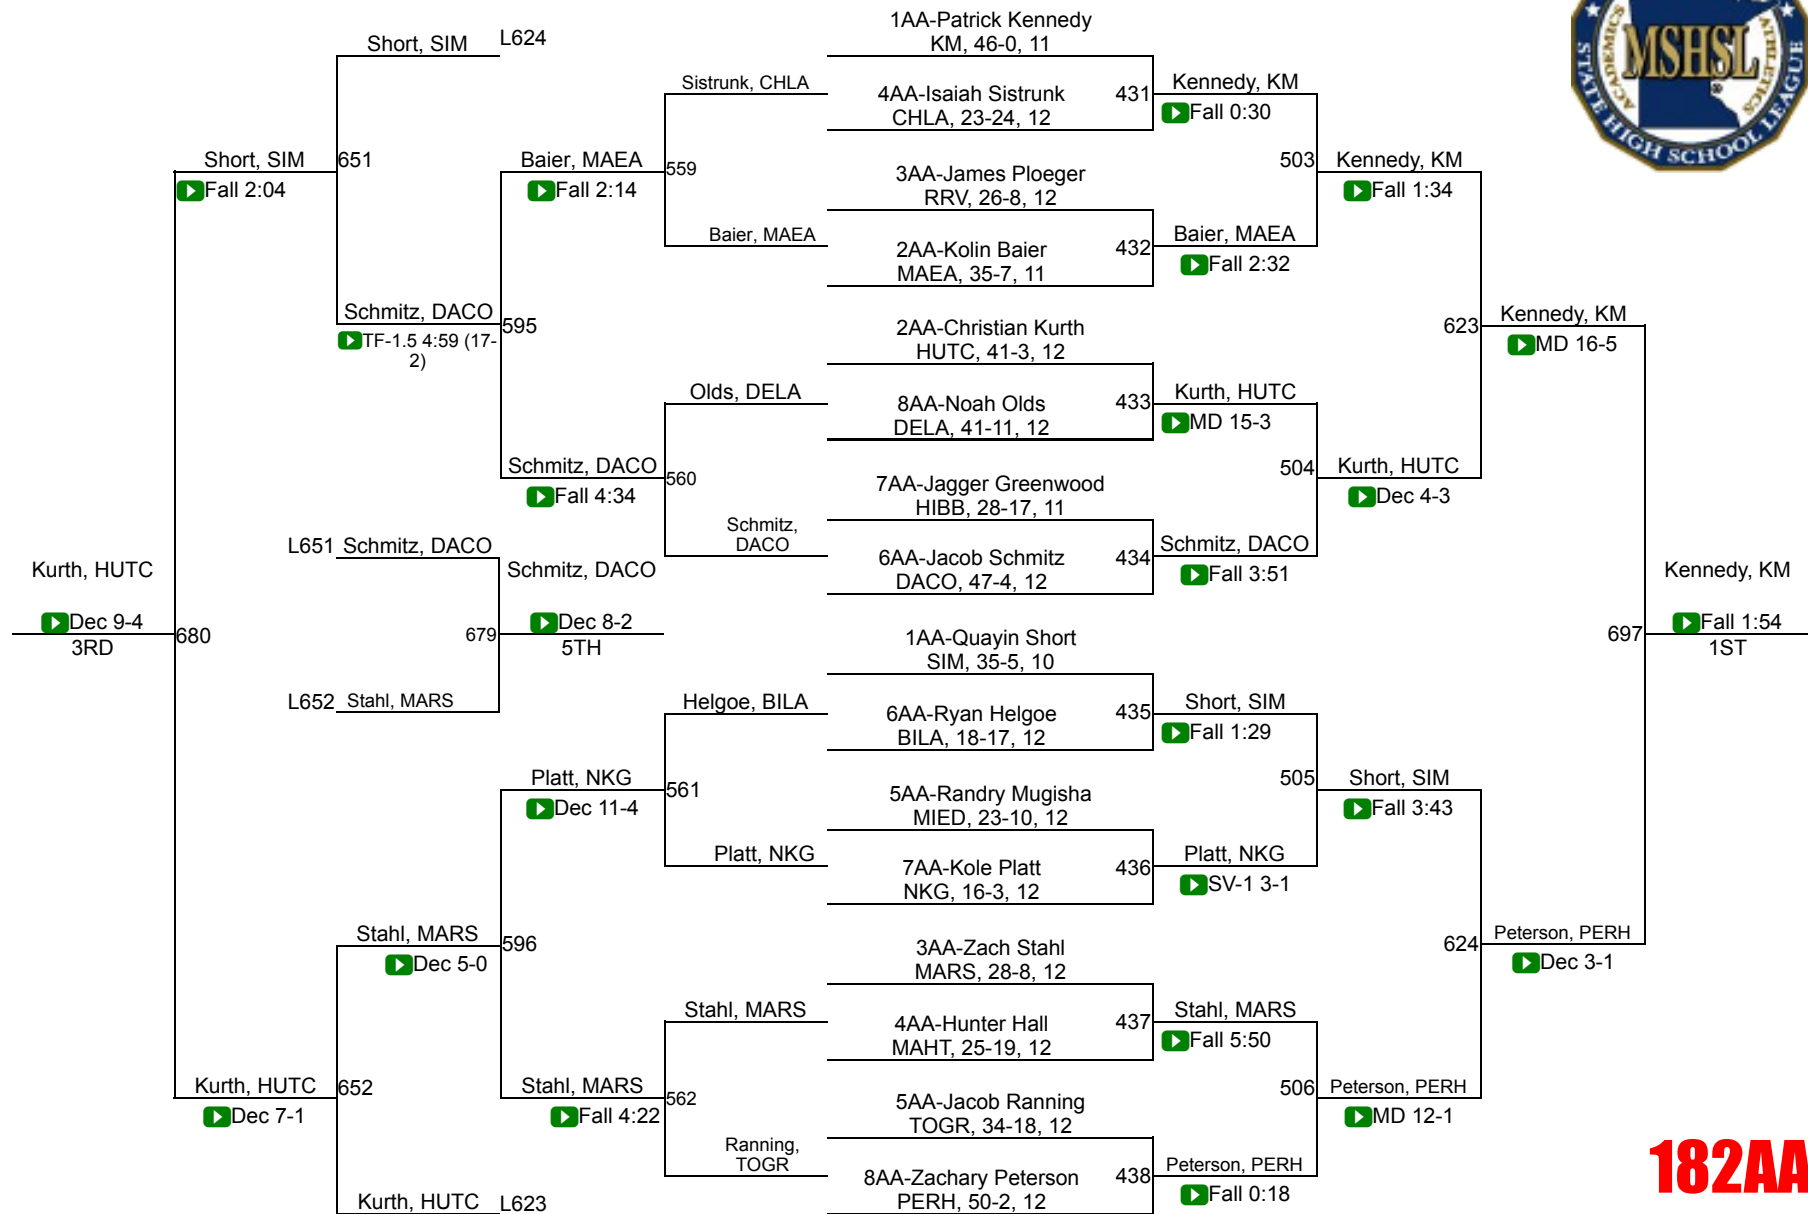 Short, SIM L624
Short, SIM 651
Fall 2:04
Schmitz, DACO 595
TF-1.5 4:59 (17-
2)
Baier, MAEA 559
Fall 2:14
Sistrunk, CHLA
Baier, MAEA
Schmitz, DACO 560
Fall 4:34
Olds, DELA
Schmitz,
DACO
Kurth, HUTC
Dec 9-4 680
3RD
L651 Schmitz, DACO
L652 Stahl, MARS
679
Schmitz, DACO
Dec 8-2
5TH
Platt, NKG 561
Dec 11-4
Helgoe, BILA
Platt, NKG
Stahl, MARS 596
Dec 5-0
Stahl, MARS 562
Fall 4:22
Stahl, MARS
Ranning,
TOGR
Kurth, HUTC 652
Dec 7-1
Kurth, HUTC L623
1AA-Patrick Kennedy
KM, 46-0, 11
4AA-Isaiah Sistrunk 431
CHLA, 23-24, 12
3AA-James Ploeger
RRV, 26-8, 12
2AA-Kolin Baier 432
MAEA, 35-7, 11
2AA-Christian Kurth
HUTC, 41-3, 12
8AA-Noah Olds 433
DELA, 41-11, 12
7AA-Jagger Greenwood
HIBB, 28-17, 11
6AA-Jacob Schmitz 434
DACO, 47-4, 12
1AA-Quayin Short
SIM, 35-5, 10
6AA-Ryan Helgoe 435
BILA, 18-17, 12
5AA-Randry Mugisha
MIED, 23-10, 12
7AA-Kole Platt 436
NKG, 16-3, 12
3AA-Zach Stahl
MARS, 28-8, 12
4AA-Hunter Hall 437
MAHT, 25-19, 12
5AA-Jacob Ranning
TOGR, 34-18, 12
8AA-Zachary Peterson 438
PERH, 50-2, 12
Kennedy, KM
Fall 0:30
Baier, MAEA
Fall 2:32
Kurth, HUTC
MD 15-3
Schmitz, DACO
Fall 3:51
Short, SIM
Fall 1:29
Platt, NKG
SV-1 3-1
Stahl, MARS
Fall 5:50
Peterson, PERH
Fall 0:18
503 Kennedy, KM
Fall 1:34
504 Kurth, HUTC
Dec 4-3
505 Short, SIM
Fall 3:43
506 Peterson, PERH
MD 12-1
623 Kennedy, KM
MD 16-5
624 Peterson, PERH
Dec 3-1
Kennedy, KM
697 Fall 1:54
1ST
ACADEMICS
MSHSL
ATHLETICS
STATE HIGH SCHOOL LEAGUE
182AA